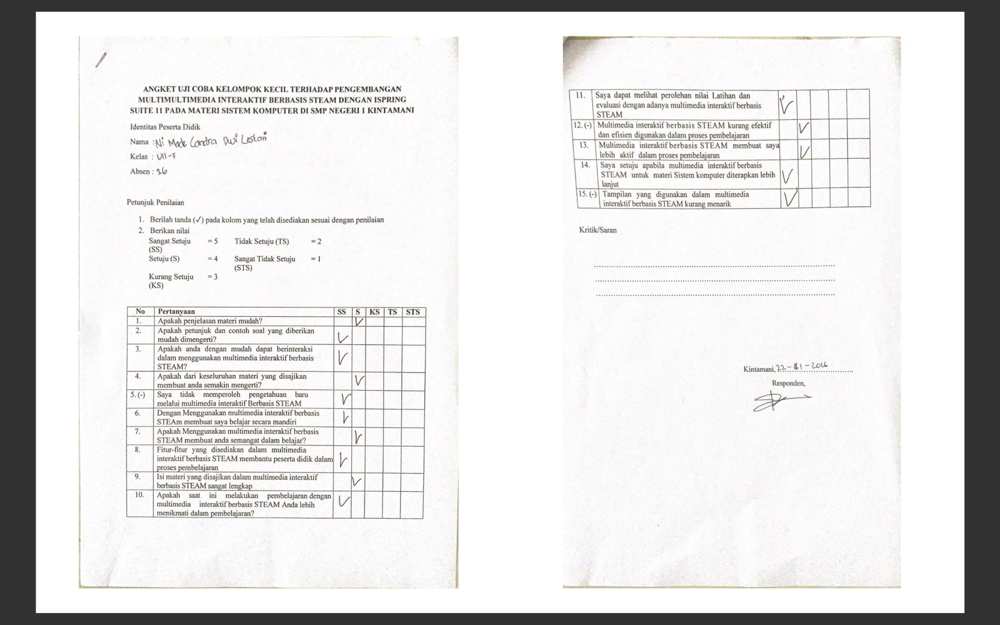 ANGKET UJI COBA KELOMPOK KECIL TERHADAP PENGEMBANGAN
MULTIMULTIMEDIA INTERAKTIF BERBASIS STEAM DENGAN ISPRING
SUITE 11 PADA MATERI SISTEM KOMPUTER DI SMP NEGERI 1 KINTAMANI
Identitas Peserta Didik
Nama : Ni Made Candra Dwi Lestari
Kelas : VII-F
Absen : 26
Petunjuk Penilaian
1. Berilah tanda (✓) pada kolom yang telah disediakan sesuai dengan penilaian
2. Berikan nilai
Sangat Setuju = 5 Tidak Setuju (TS) = 2
(SS)
Setuju (S) = 4 Sangat Tidak Setuju = 1
(STS)
Kurang Setuju = 3
(KS)
No Pertanyaan SS S KS TS STS
1. Apakah penjelasan materi mudah? ✓
2. Apakah petunjuk dan contoh soal yang diberikan
mudah dimengerti? ✓
3. Apakah anda dengan mudah dapat berinteraksi
dalam menggunakan multimedia interaktif berbasis ✓
STEAM?
4. Apakah dari keseluruhan materi yang disajikan
membuat anda semakin mengerti? ✓
5. (-) Saya tidak memperoleh pengetahuan baru
melalui multimedia interaktif Berbasis STEAM ✓
6. Dengan Menggunakan multimedia interaktif berbasis
STEAm membuat saya belajar secara mandiri ✓
7. Apakah Menggunakan multimedia interaktif berbasis
STEAM membuat anda semangat dalam belajar? ✓
8. Fitur-fitur yang disediakan dalam multimedia
interaktif berbasis STEAM membantu peserta didik dalam ✓
proses pembelajaran
9. Isi materi yang disajikan dalam multimedia interaktif
berbasis STEAM sangat lengkap ✓
10. Apakah saat ini melakukan pembelajaran dengan
multimedia interaktif berbasis STEAM Anda lebih ✓
menikmati dalam pembelajaran?
11. Saya dapat melihat perolehan nilai Latihan dan
evaluasi dengan adanya multimedia interaktif berbasis ✓
STEAM
12. (-) Multimedia interaktif berbasis STEAM kurang efektif
dan efisien digunakan dalam proses pembelajaran ✓
13. Multimedia interaktif berbasis STEAM membuat saya
lebih aktif dalam proses pembelajaran ✓
14. Saya setuju apabila multimedia interaktif berbasis
STEAM untuk materi Sistem komputer diterapkan lebih ✓
lanjut
15. (-) Tampilan yang digunakan dalam multimedia
interaktif berbasis STEAM kurang menarik ✓
Kritik/Saran
Kintamani, 22-01-2026
Responden,